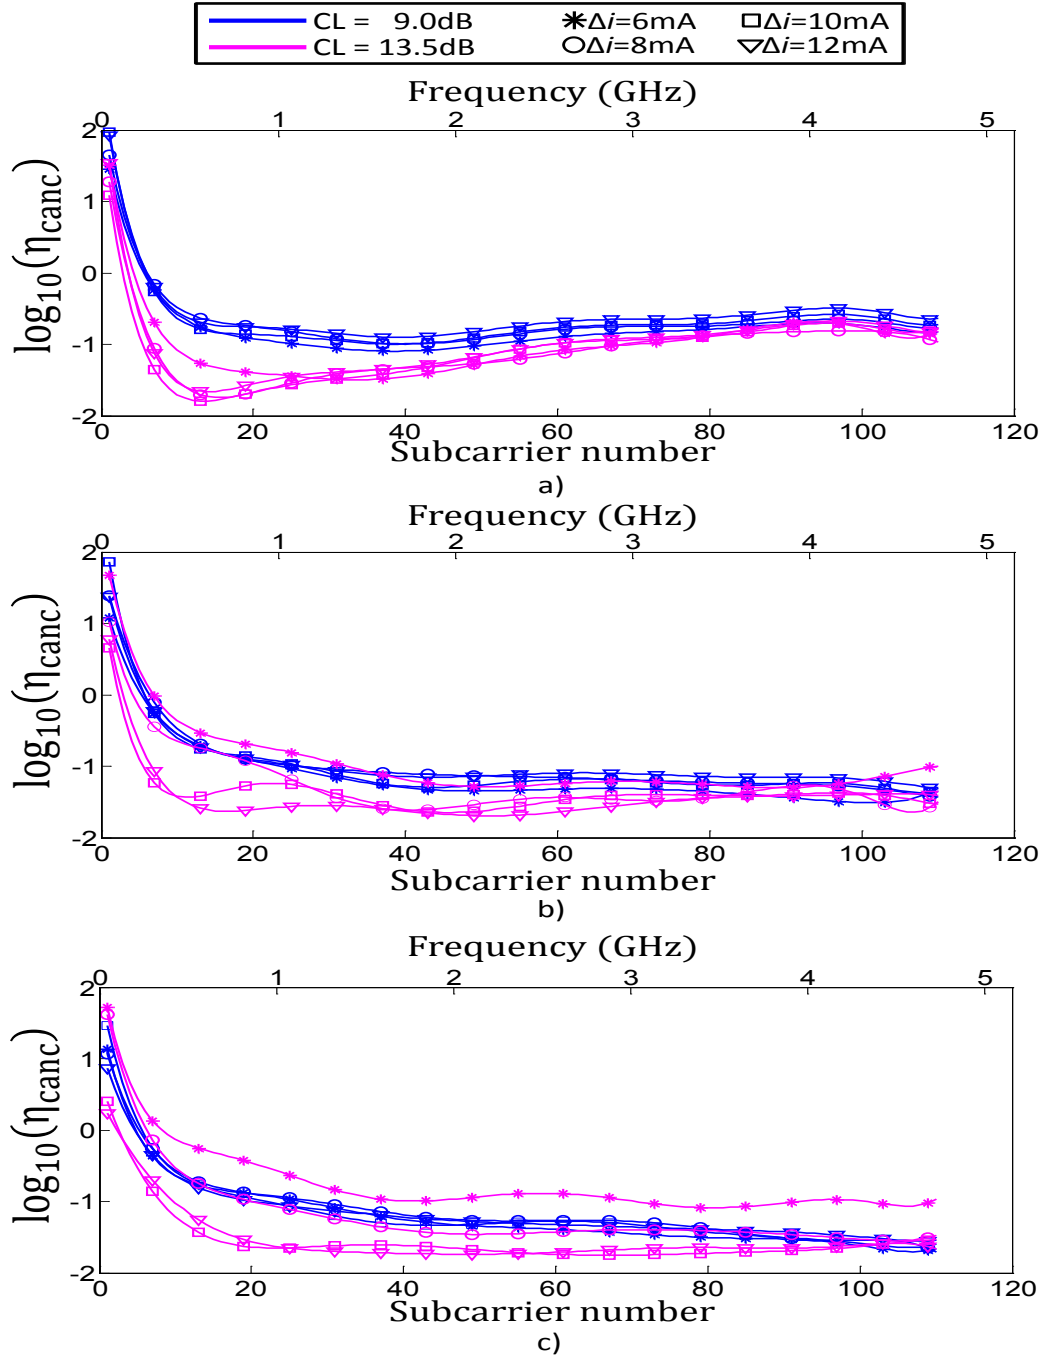 CL = 9.0dB ∆i=6mA ∆i=10mA
CL = 13.5dB ∆i=8mA ∆i=12mA
Frequency (GHz)
0 1 2 3 4 5
2
1
0
-1
-2
log10(ηcanc)
0 20 40 60 80 100 120
Subcarrier number
a)
Frequency (GHz)
0 1 2 3 4 5
2
1
0
-1
-2
log10(ηcanc)
0 20 40 60 80 100 120
Subcarrier number
b)
Frequency (GHz)
0 1 2 3 4 5
2
1
0
-1
-2
log10(ηcanc)
0 20 40 60 80 100 120
Subcarrier number
c)